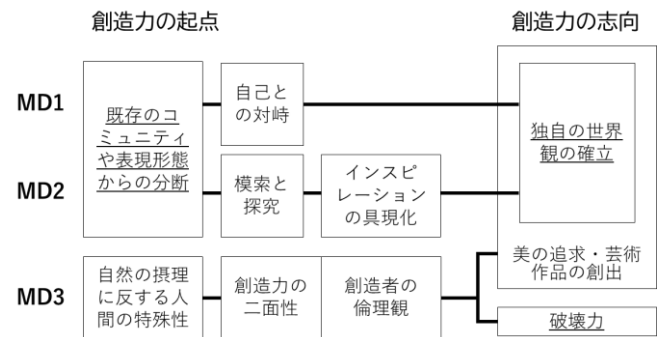 創造力の起点
創造力の志向
MD1
既存のコ
ミュニティ
や表現形態
からの分断
自己と
の対峙
独自の世界
観の確立
MD2
模索と
探究
インスピ
レーション
の具現化
MD3
自然の摂理
に反する人
間の特殊性
創造力の
二面性
創造者の
倫理観
美の追求・芸術
作品の創出
破壊力